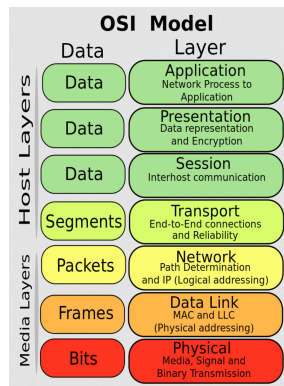 OSI Model
Data Layer
Host Layers
Data
Application
Network Process to
Application
Data
Presentation
Data representation
and Encryption
Data
Session
Interhost communication
Segments
Transport
End-to-End connections
and Reliability
Media Layers
Packets
Network
Path Determination
and IP (Logical addressing)
Frames
Data Link
MAC and LLC
(Physical addressing)
Bits
Physical
Media, Signal and
Binary Transmission